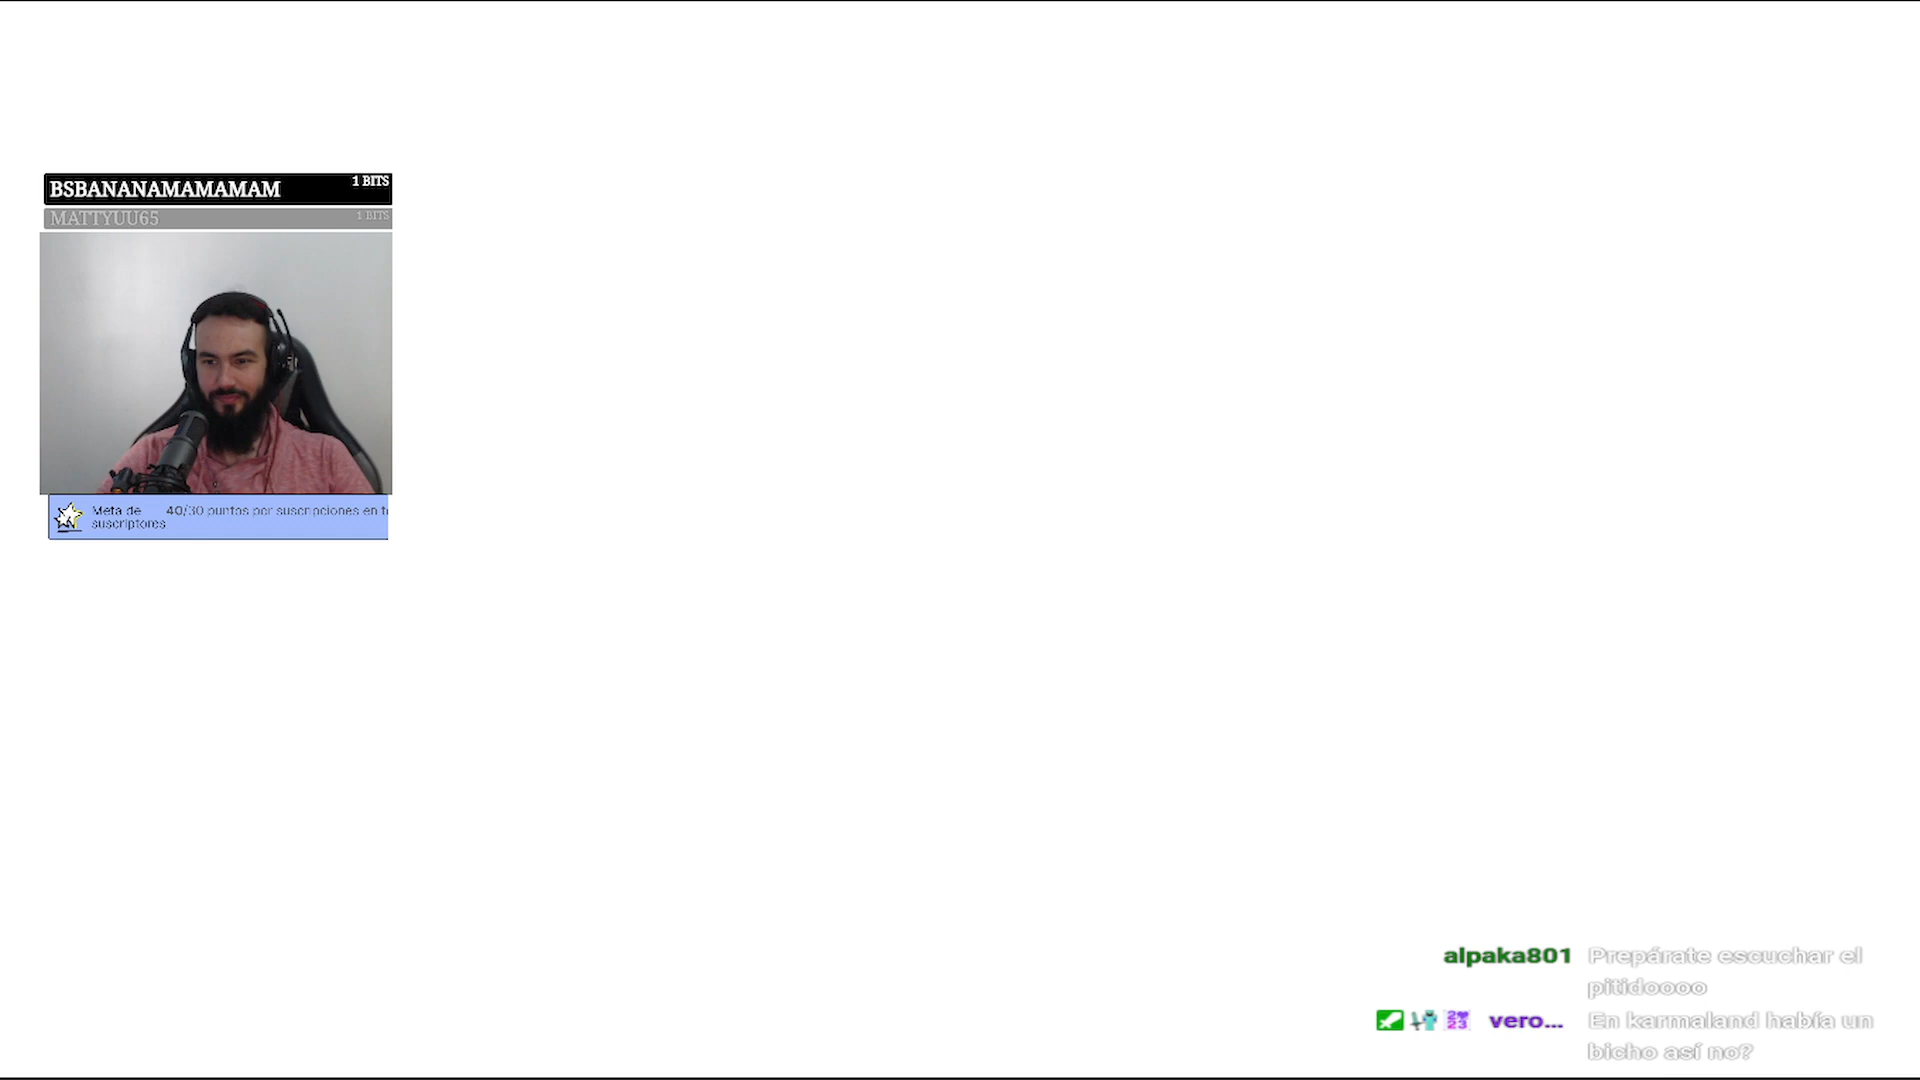 BSBANANAMAMAMAM 1 BITS
MATTYUU65 1 BITS
Meta de 40/30 puntos por suscripciones en t
suscriptores
alpaka801 Prepárate escuchar el
pitidoooo
vero... En karmaland había un
bicho así no?